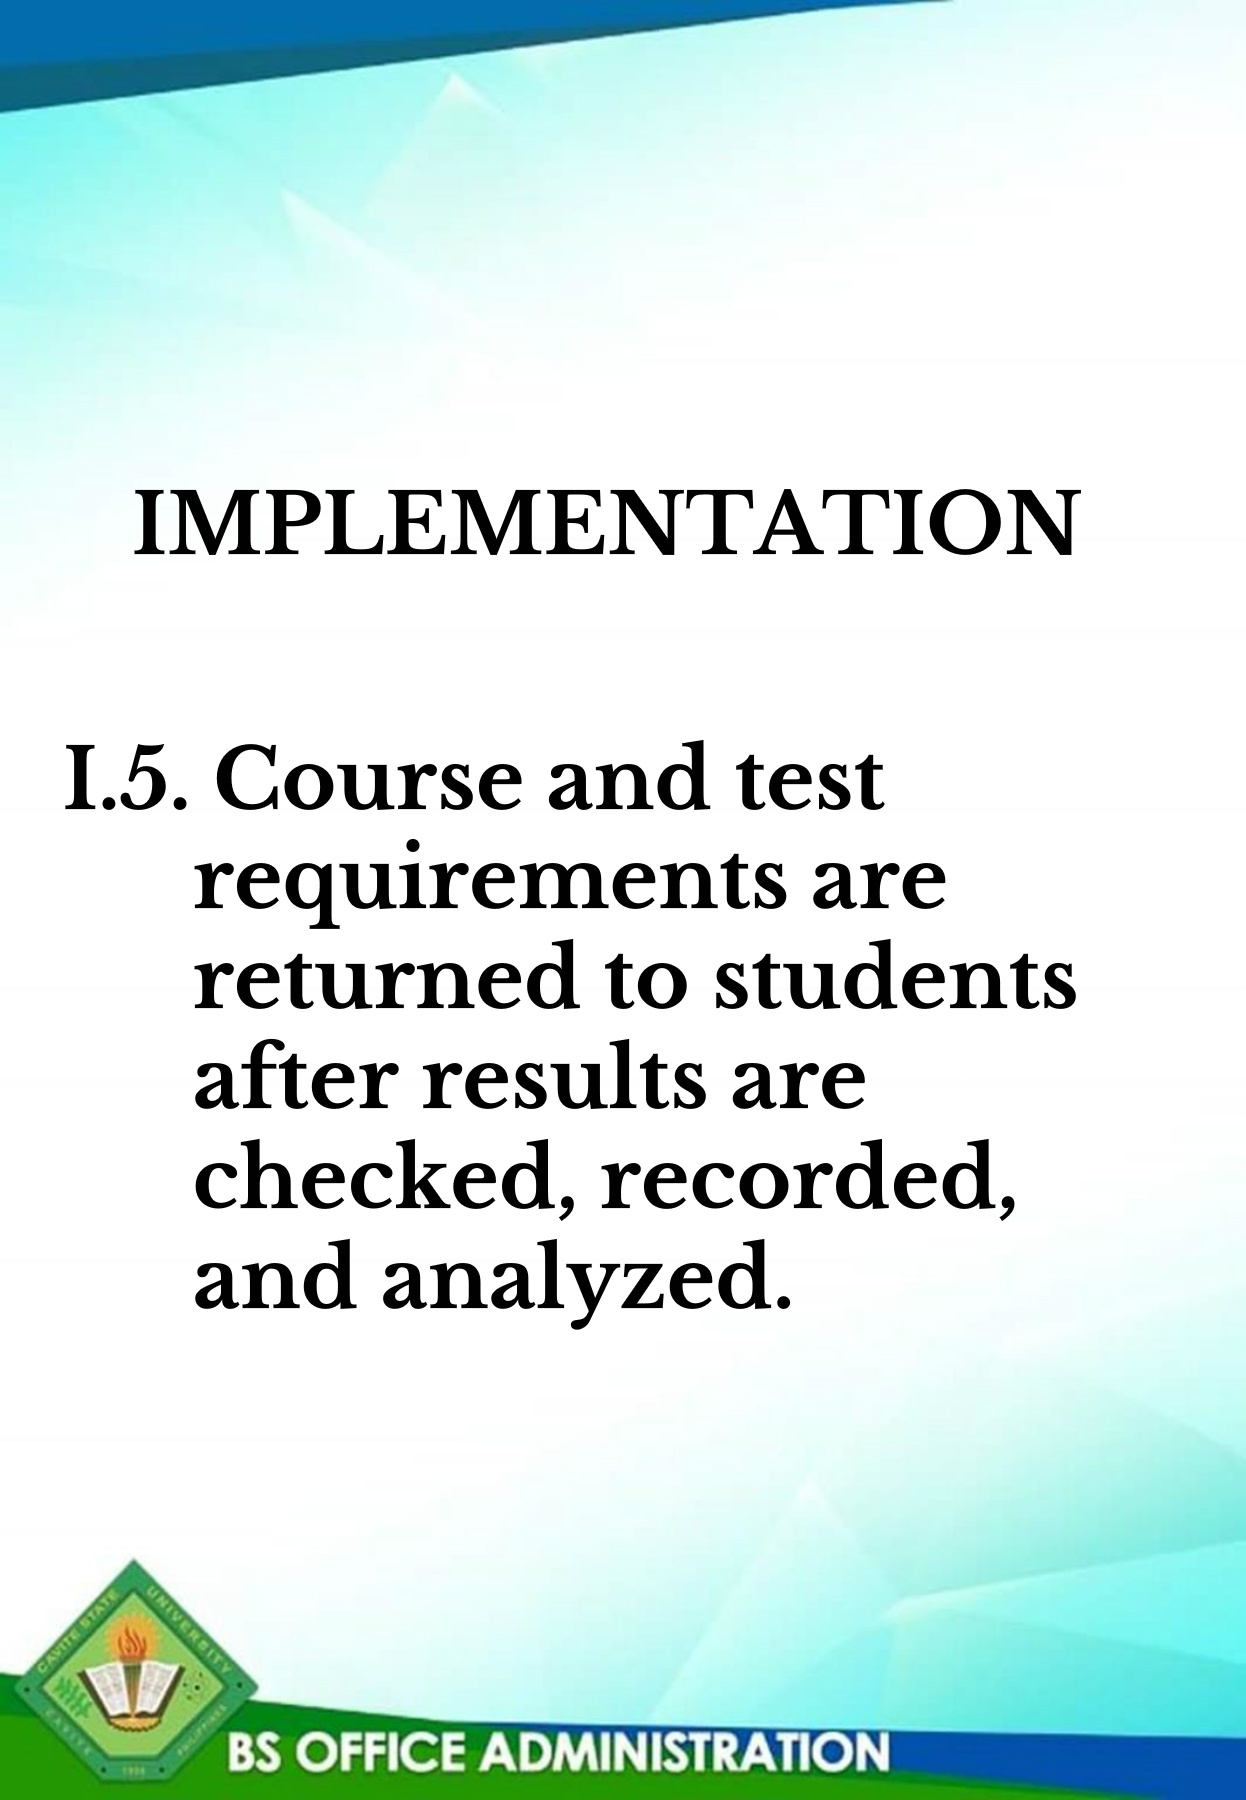 IMPLEMENTATION
I.5. Course and test
requirements are
returned to students
after results are
checked, recorded,
and analyzed.
CAVITE STATE UNIVERSITY
CAVITE PHILIPPINES
1906
BS OFFICE ADMINISTRATION